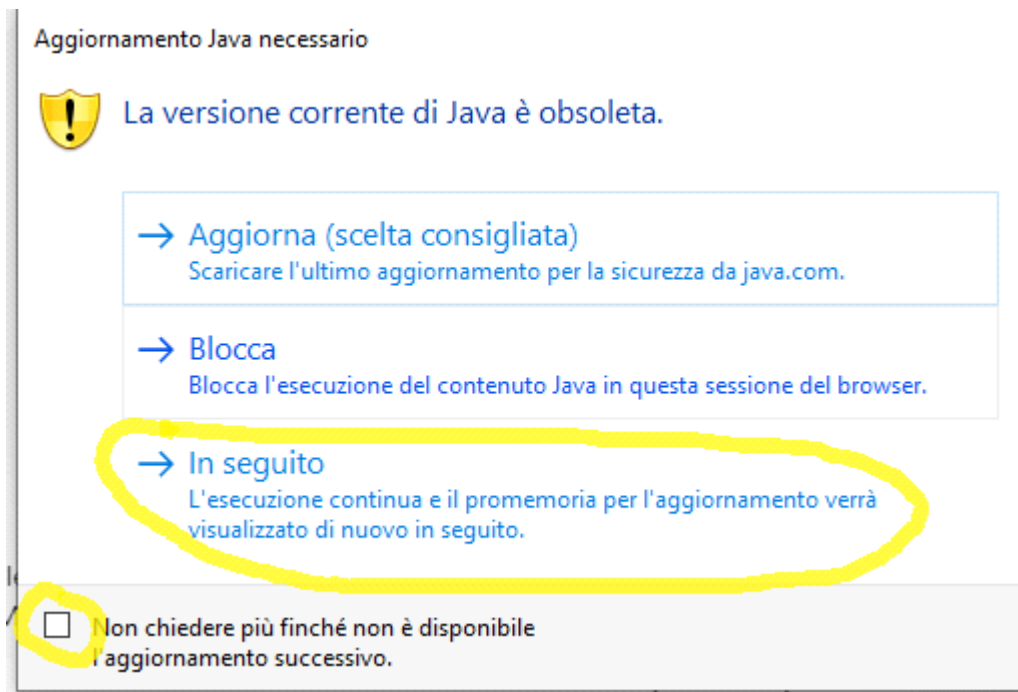 Aggiornamento Java necessario
La versione corrente di Java è obsoleta.
→ Aggiorna (scelta consigliata)
Scaricare l'ultimo aggiornamento per la sicurezza da java.com.
→ Blocca
Blocca l'esecuzione del contenuto Java in questa sessione del browser.
→ In seguito
L'esecuzione continua e il promemoria per l'aggiornamento verrà
visualizzato di nuovo in seguito.
Non chiedere più finché non è disponibile
l'aggiornamento successivo.